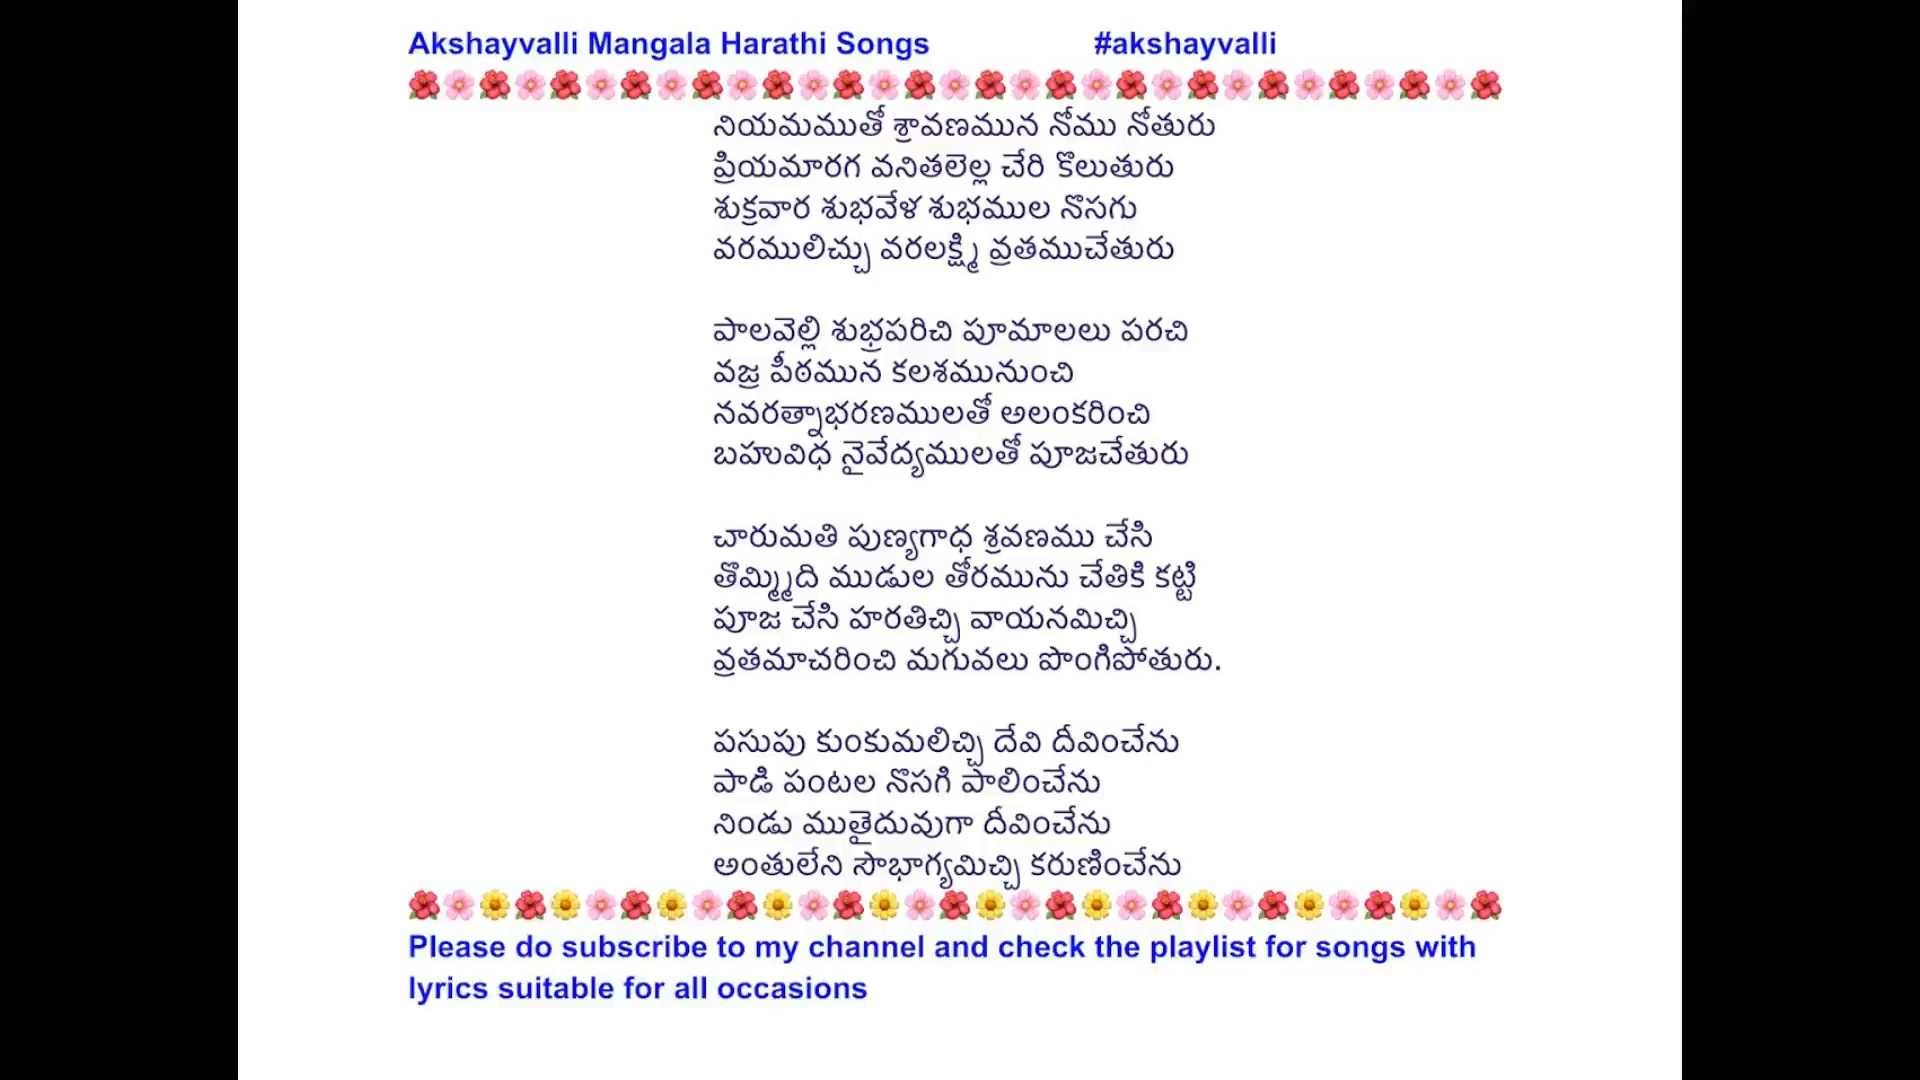 Akshayvalli Mangala Harathi Songs #akshayvalli
నియమముతో శ్రావణమున నోము నోతురు
ప్రియమారగ వనితలెల్ల చేరి కొలుతురు
శుక్రవార శుభవేళ శుభముల నొసగు
వరములిచ్చు వరలక్ష్మి వ్రతముచేతురు
పాలవెల్లి శుభ్రపరిచి పూమాలలు పరచి
వజ్ర పీఠమున కలశమునుంచి
నవరత్నాభరణములతో అలంకరించి
బహువిధ నైవేద్యములతో పూజచేతురు
చారుమతి పుణ్యగాధ శ్రవణము చేసి
తొమ్మ్మిది ముడుల తోరమును చేతికి కట్టి
పూజ చేసి హరతిచ్చి వాయనమిచ్చి
వ్రతమాచరించి మగువలు పొంగిపోతురు.
పసుపు కుంకుమలిచ్చి దేవి దీవించేను
పాడి పంటల నొసగి పాలించేను
నిండు ముతైదువుగా దీవించేను
అంతులేని సౌభాగ్యమిచ్చి కరుణించేను
Please do subscribe to my channel and check the playlist for songs with
lyrics suitable for all occasions